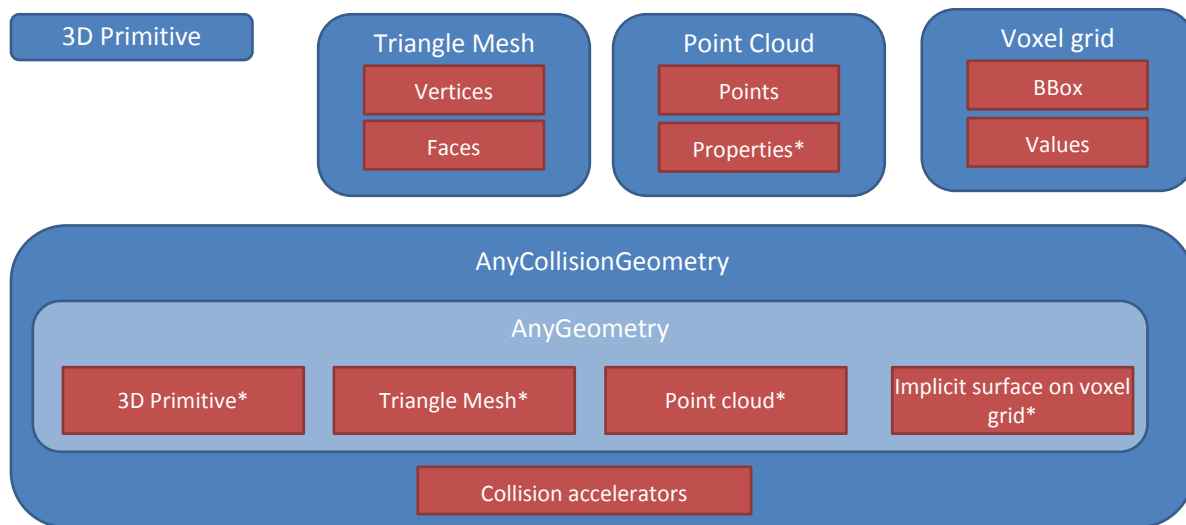 3D Primitive
Triangle Mesh
Vertices
Faces
Point Cloud
Points
Properties*
Voxel grid
BBox
Values
AnyCollisionGeometry
AnyGeometry
3D Primitive*
Triangle Mesh*
Point cloud*
Implicit surface on voxel
grid*
Collision accelerators